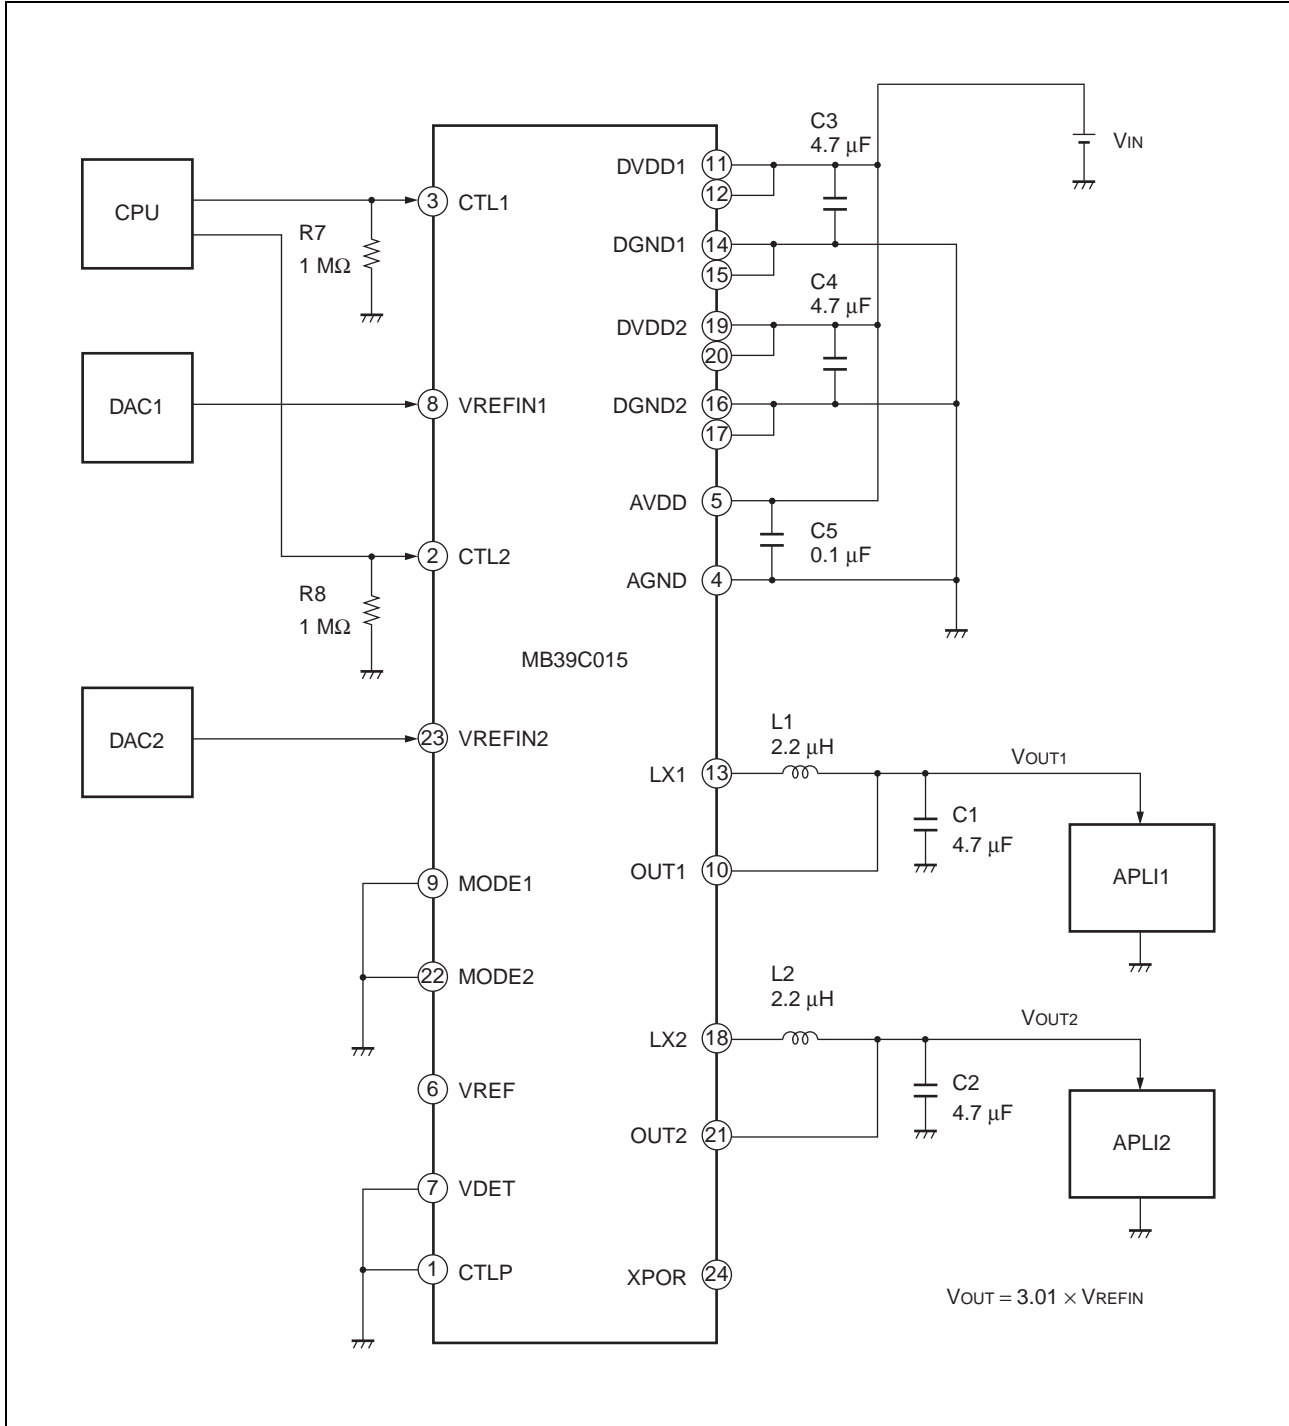 CPU
R7
1 MΩ
3 CTL1
DAC1
8 VREFIN1
2 CTL2
R8
1 MΩ
DAC2
23 VREFIN2
9 MODE1
22 MODE2
6 VREF
7 VDET
1 CTLP
MB39C015
DVDD1 11
12
DGND1 14
15
DVDD2 19
20
DGND2 16
17
AVDD 5
AGND 4
LX1 13
OUT1 10
LX2 18
OUT2 21
XPOR 24
C3
4.7 μF
C4
4.7 μF
C5
0.1 μF
VIN
L1
2.2 μH
VOUT1
C1
4.7 μF
APLI1
L2
2.2 μH
VOUT2
C2
4.7 μF
APLI2
VOUT = 3.01 × VREFIN